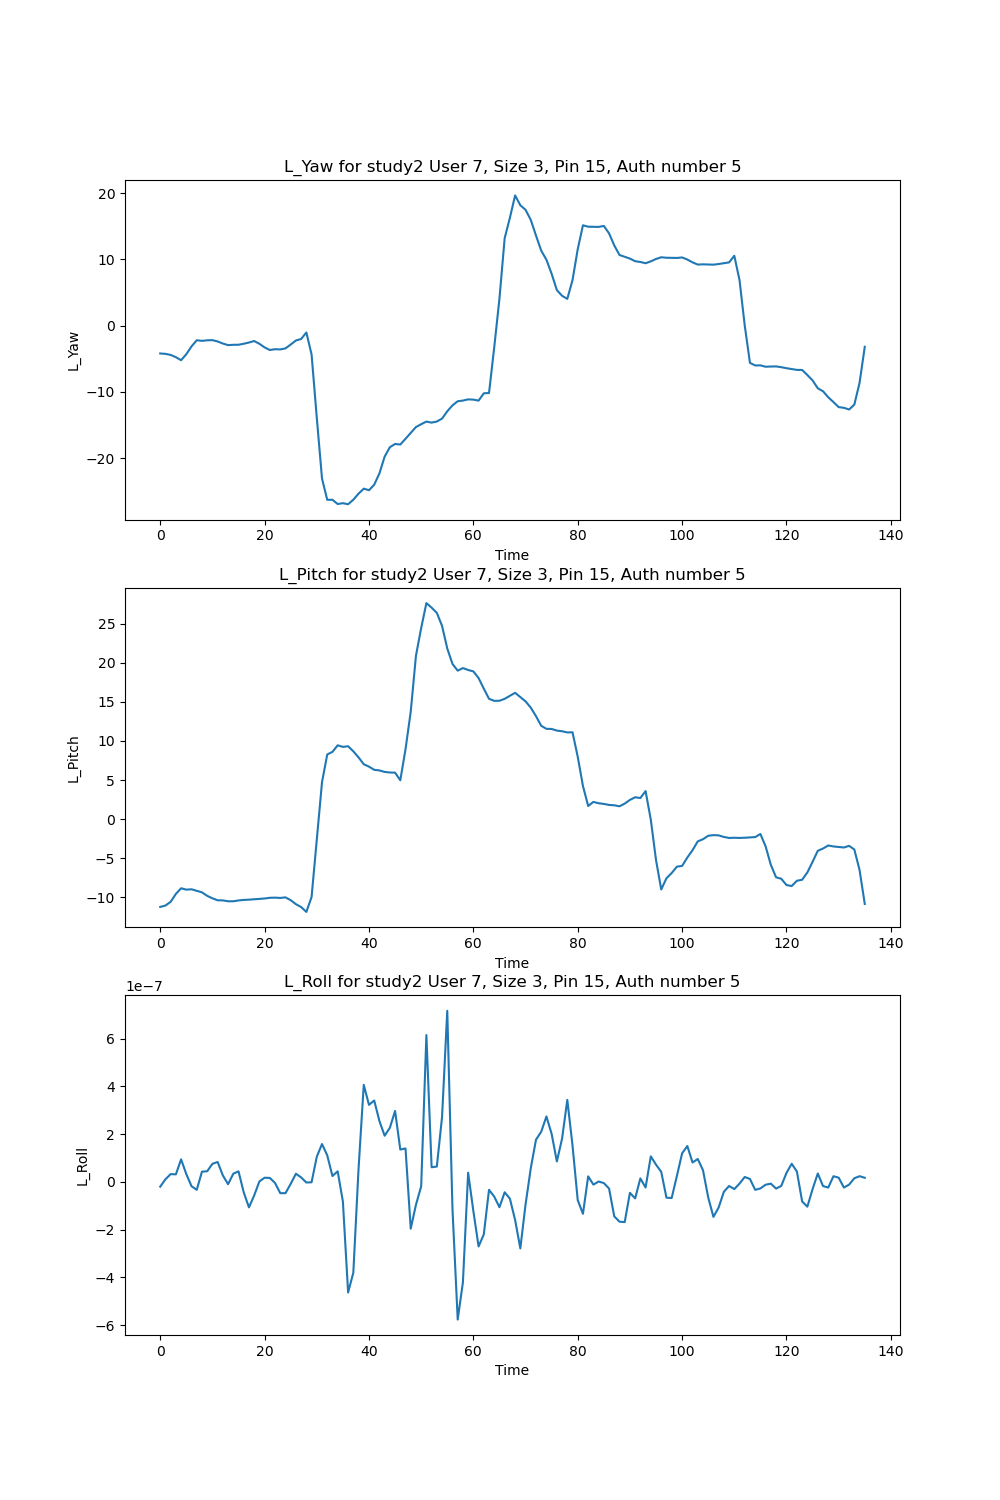 L_Yaw for study2 User 7, Size 3, Pin 15, Auth number 5
20
10
0
−10
−20
L_Yaw
0 20 40 60 80 100 120 140
Time
L_Pitch for study2 User 7, Size 3, Pin 15, Auth number 5
25
20
15
10
5
0
−5
−10
L_Pitch
0 20 40 60 80 100 120 140
Time
L_Roll for study2 User 7, Size 3, Pin 15, Auth number 5
1e−7
6
4
2
0
−2
−4
−6
L_Roll
0 20 40 60 80 100 120 140
Time